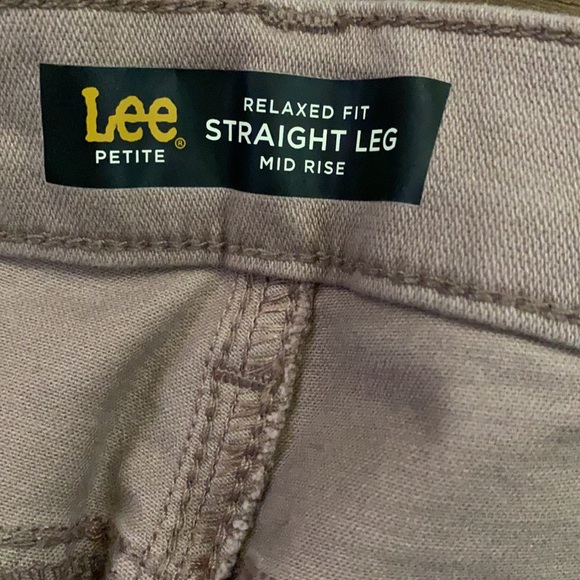 Lee®
PETITE
RELAXED FIT
STRAIGHT LEG
MID RISE